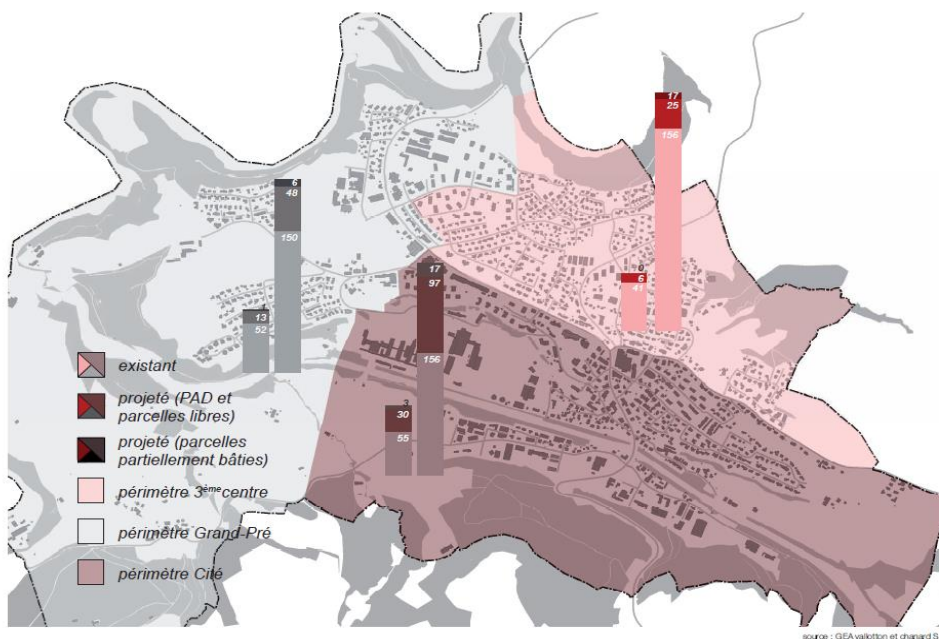 17
25
156
6
48
150
0
6
41
17
97
156
1
13
52
3
30
55
existant
projeté (PAD et
parcelles libres)
projeté (parcelles
partiellement bâties)
périmètre 3ème centre
périmètre Grand-Pré
périmètre Cité
source : GEA vallotton et chanard S